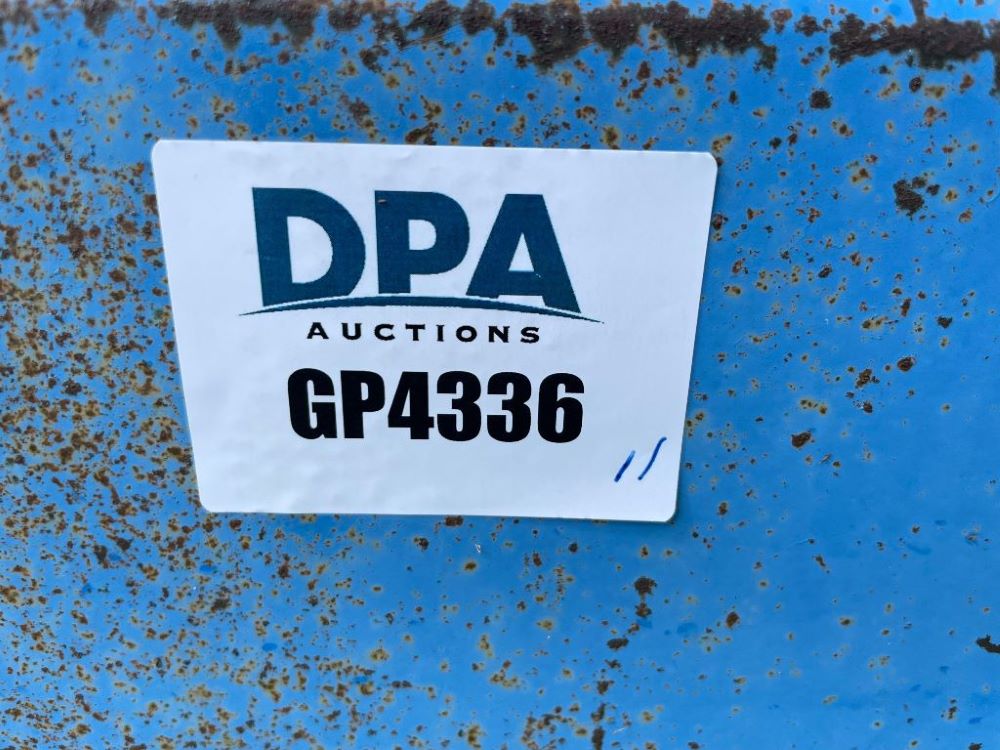 DPA
AUCTIONS
GP4336
11